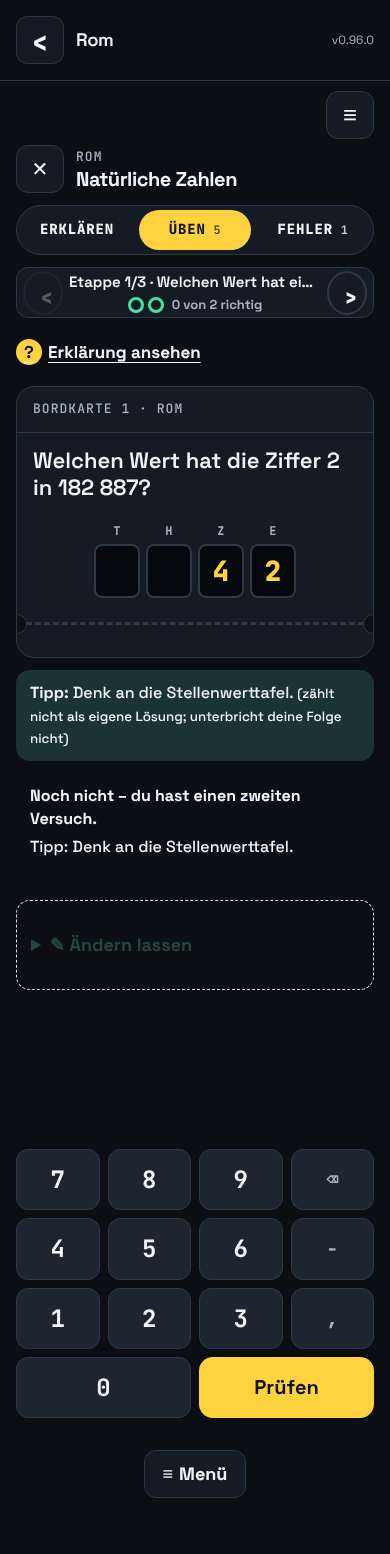 < Rom v0.96.0
≡
✕ ROM
Natürliche Zahlen
ERKLÄREN ÜBEN 5 FEHLER 1
< Etappe 1/3 · Welchen Wert hat ei… >
0 von 2 richtig
? Erklärung ansehen
BORDKARTE 1 · ROM
Welchen Wert hat die Ziffer 2
in 182 887?
T H Z E
4 2
Tipp: Denk an die Stellenwerttafel. (zählt
nicht als eigene Lösung; unterbricht deine Folge
nicht)
Noch nicht – du hast einen zweiten
Versuch.
Tipp: Denk an die Stellenwerttafel.
▶ ✎ Ändern lassen
7 8 9 ⌫
4 5 6 -
1 2 3 ,
0 Prüfen
≡ Menü